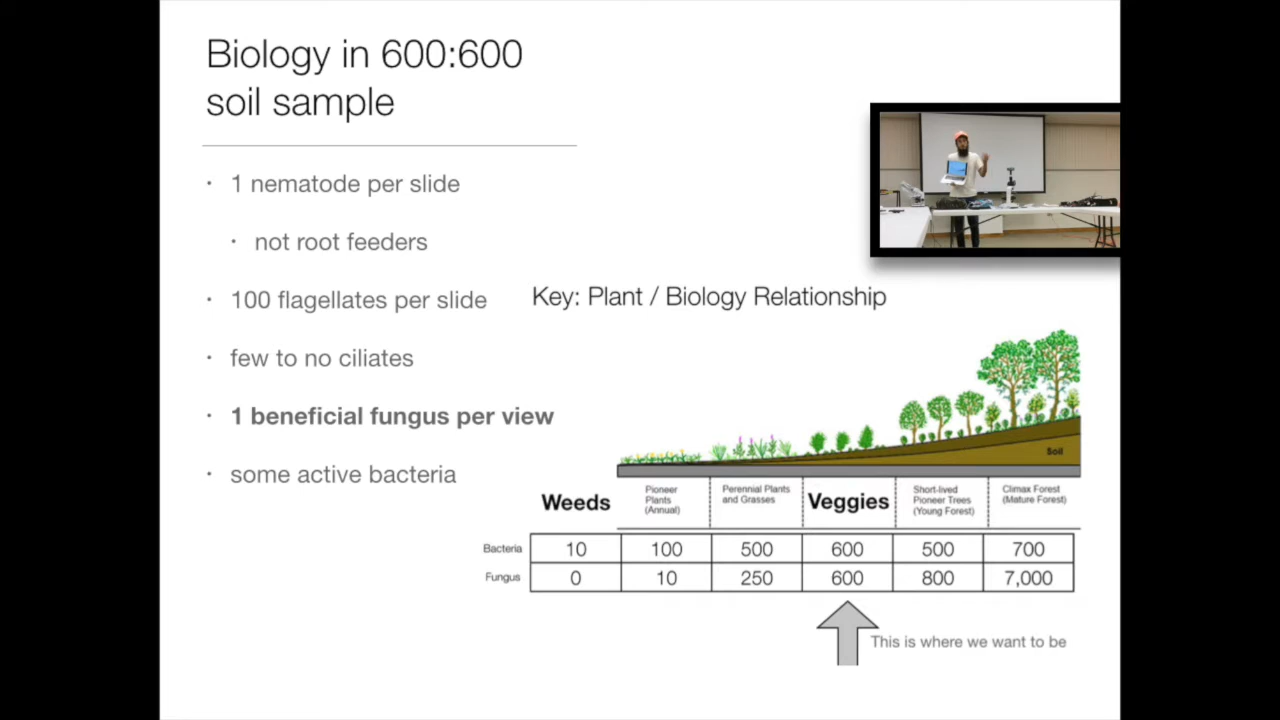 Biology in 600:600
soil sample
· 1 nematode per slide
· not root feeders
· 100 flagellates per slide
· few to no ciliates
· 1 beneficial fungus per view
· some active bacteria
Key: Plant / Biology Relationship
Soil
Weeds
Pioneer
Plants
(Annual)
Perennial Plants
and Grasses
Veggies
Short-lived
Pioneer Trees
(Young Forest)
Climax Forest
(Mature Forest)
Bacteria 10 100 500 600 500 700
Fungus 0 10 250 600 800 7,000
This is where we want to be